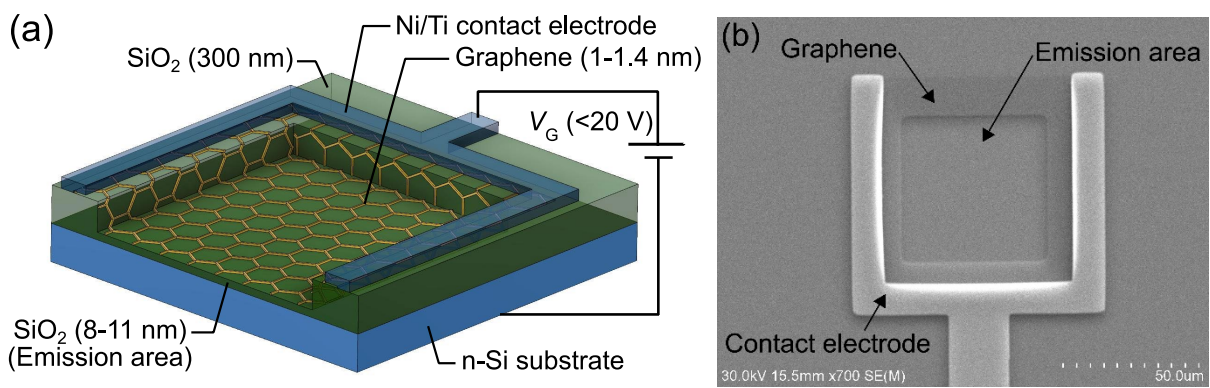 (a)
Ni/Ti contact electrode
SiO₂ (300 nm)
Graphene (1-1.4 nm)
V_G (<20 V)
SiO₂ (8-11 nm)
(Emission area)
n-Si substrate
(b)
Graphene
Emission area
Contact electrode
30.0kV 15.5mm x700 SE(M)
50.0um